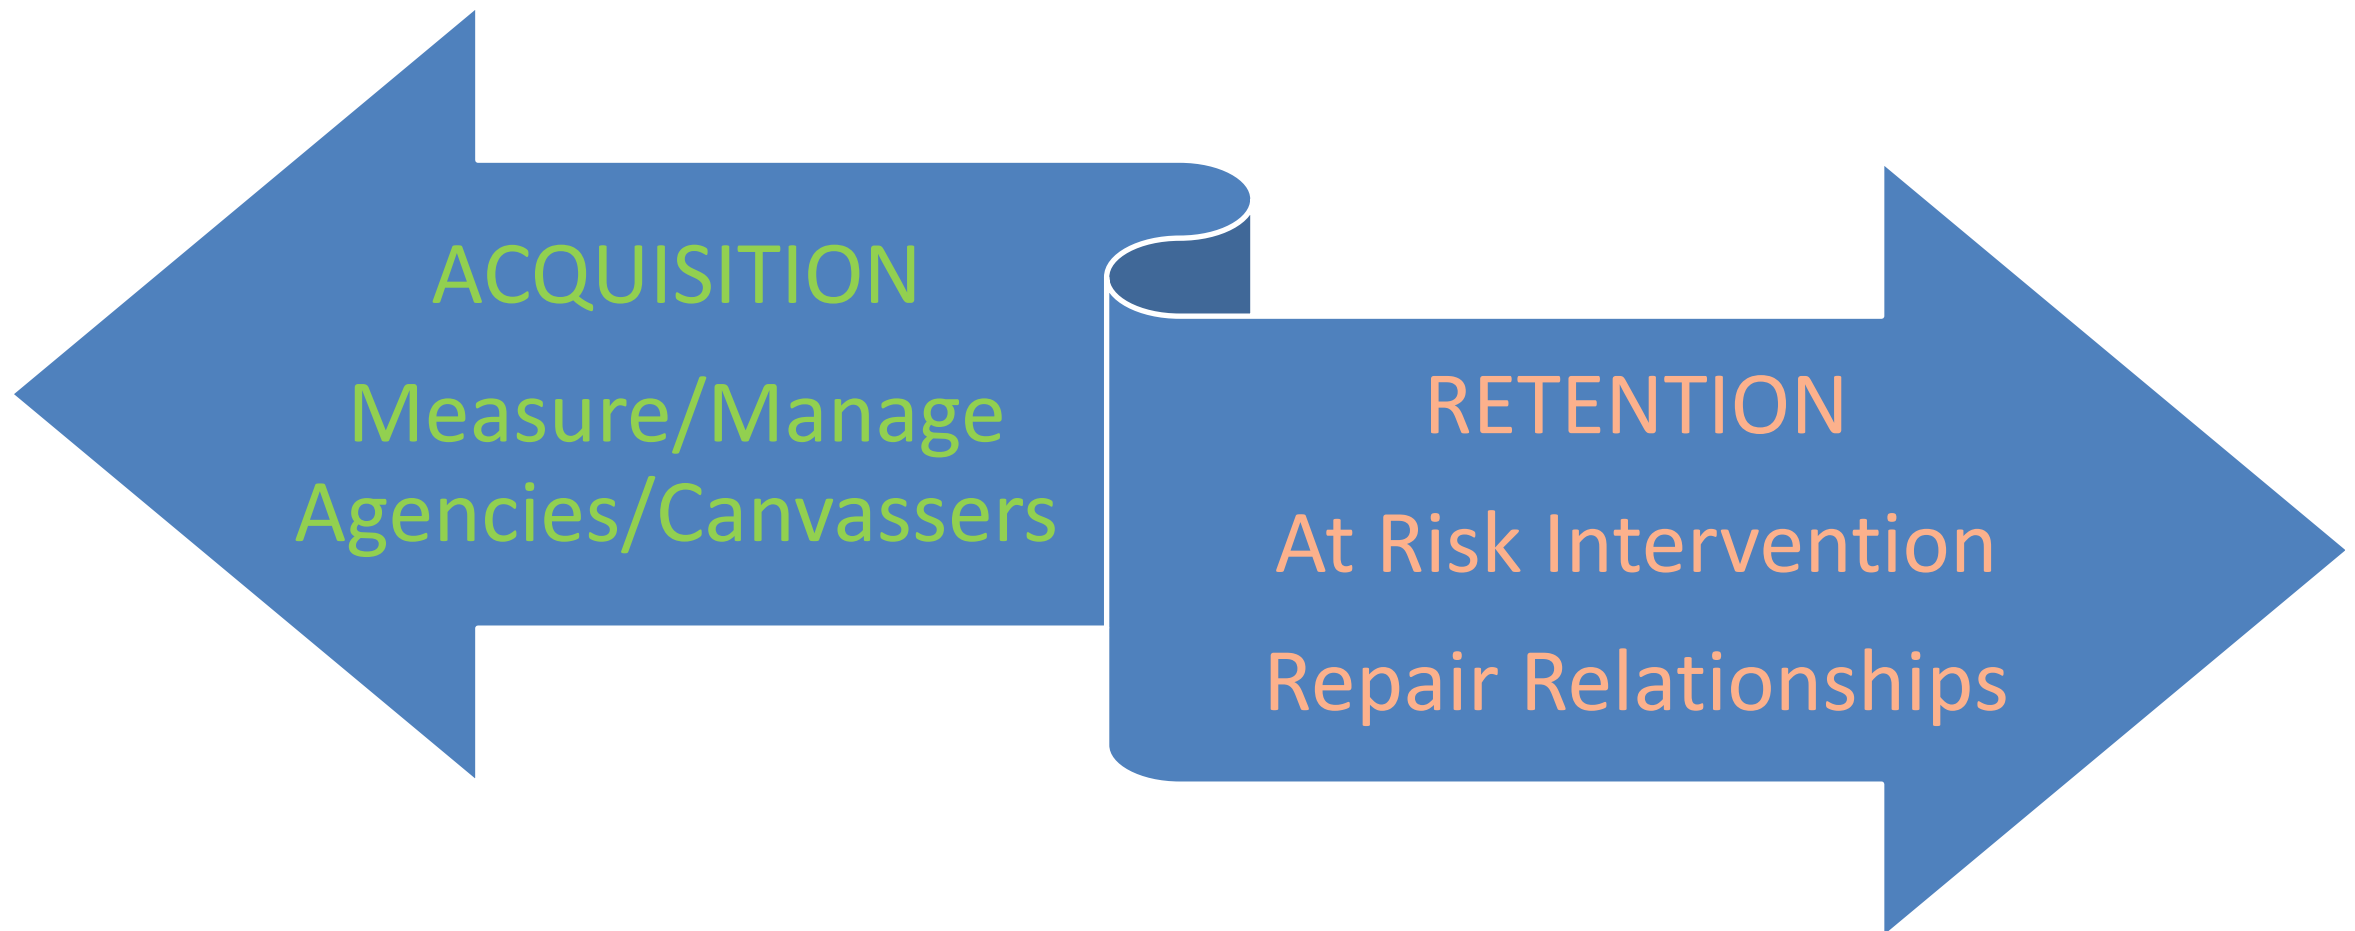 ACQUISITION
Measure/Manage
Agencies/Canvassers
RETENTION
At Risk Intervention
Repair Relationships